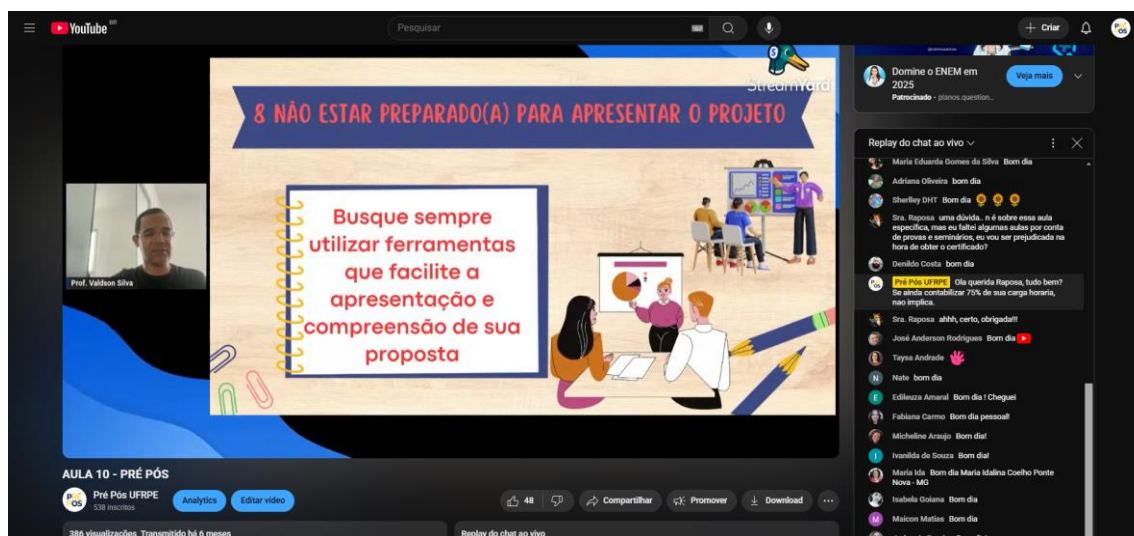 YouTube BR
Pesquisar
Criar
StreamYard
8 NÃO ESTAR PREPARADO(A) PARA APRESENTAR O PROJETO
Busque sempre
utilizar ferramentas
que facilite a
apresentação e
compreensão de sua
proposta
Prof. Valdson Silva
AULA 10 - PRÉ PÓS
Pré Pós UFRPE
538 inscritos
Analytics
Editar vídeo
48
Compartilhar
Promover
Download
386 visualizações Transmitido há 6 meses
Replay do chat ao vivo
Domine o ENEM em
2025
Patrocinado · planos.question...
Veja mais
Replay do chat ao vivo
Maria Eduarda Gomes da Silva Bom dia
Adriana Oliveira bom dia
Sherlley DHT Bom dia
Sra. Raposa uma dúvida.. n é sobre essa aula
específica, mas eu faltei algumas aulas por conta
de provas e seminários, eu vou ser prejudicada na
hora de obter o certificado?
Denildo Costa bom dia
Pré Pós UFRPE Ola querida Raposa, tudo bem?
Se ainda contabilizar 75% de sua carga horaria,
nao implica.
Sra. Raposa ahhh, certo, obrigada!!!
José Anderson Rodrigues Bom dia
Taysa Andrade
Nate bom dia
Edileuza Amaral Bom dia ! Cheguei
Fabiana Carmo Bom dia pessoal!
Micheline Araujo Bom dia!
Ivanilda de Souza Bom dia!
Maria Ida Bom dia Maria Idalina Coelho Ponte
Nova - MG
Isabela Goiana Bom dia
Maicon Matias Bom dia